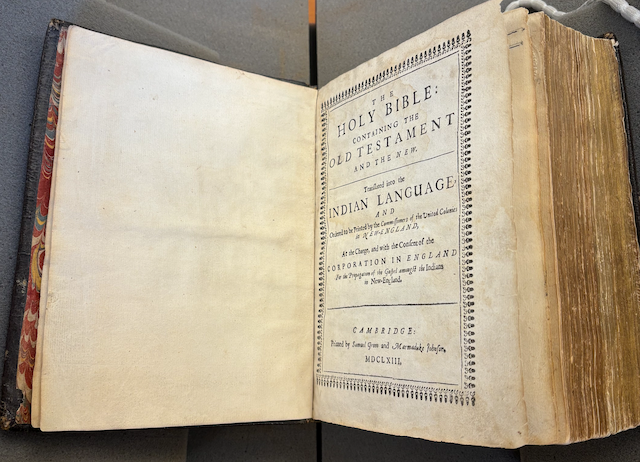 THE
HOLY BIBLE:
CONTAINING THE
OLD TESTAMENT
AND THE NEW.
Translated into the
INDIAN LANGUAGE,
AND
Ordered to be Printed by the Commissioners of the United Colonies
in NEW-ENGLAND,
At the Charge, and with the Consent of the
CORPORATION IN ENGLAND
For the Propagation of the Gospel amongst the Indians
in New-England.
CAMBRIDGE:
Printed by Samuel Green and Marmaduke Johnson.
MDCLXIII.